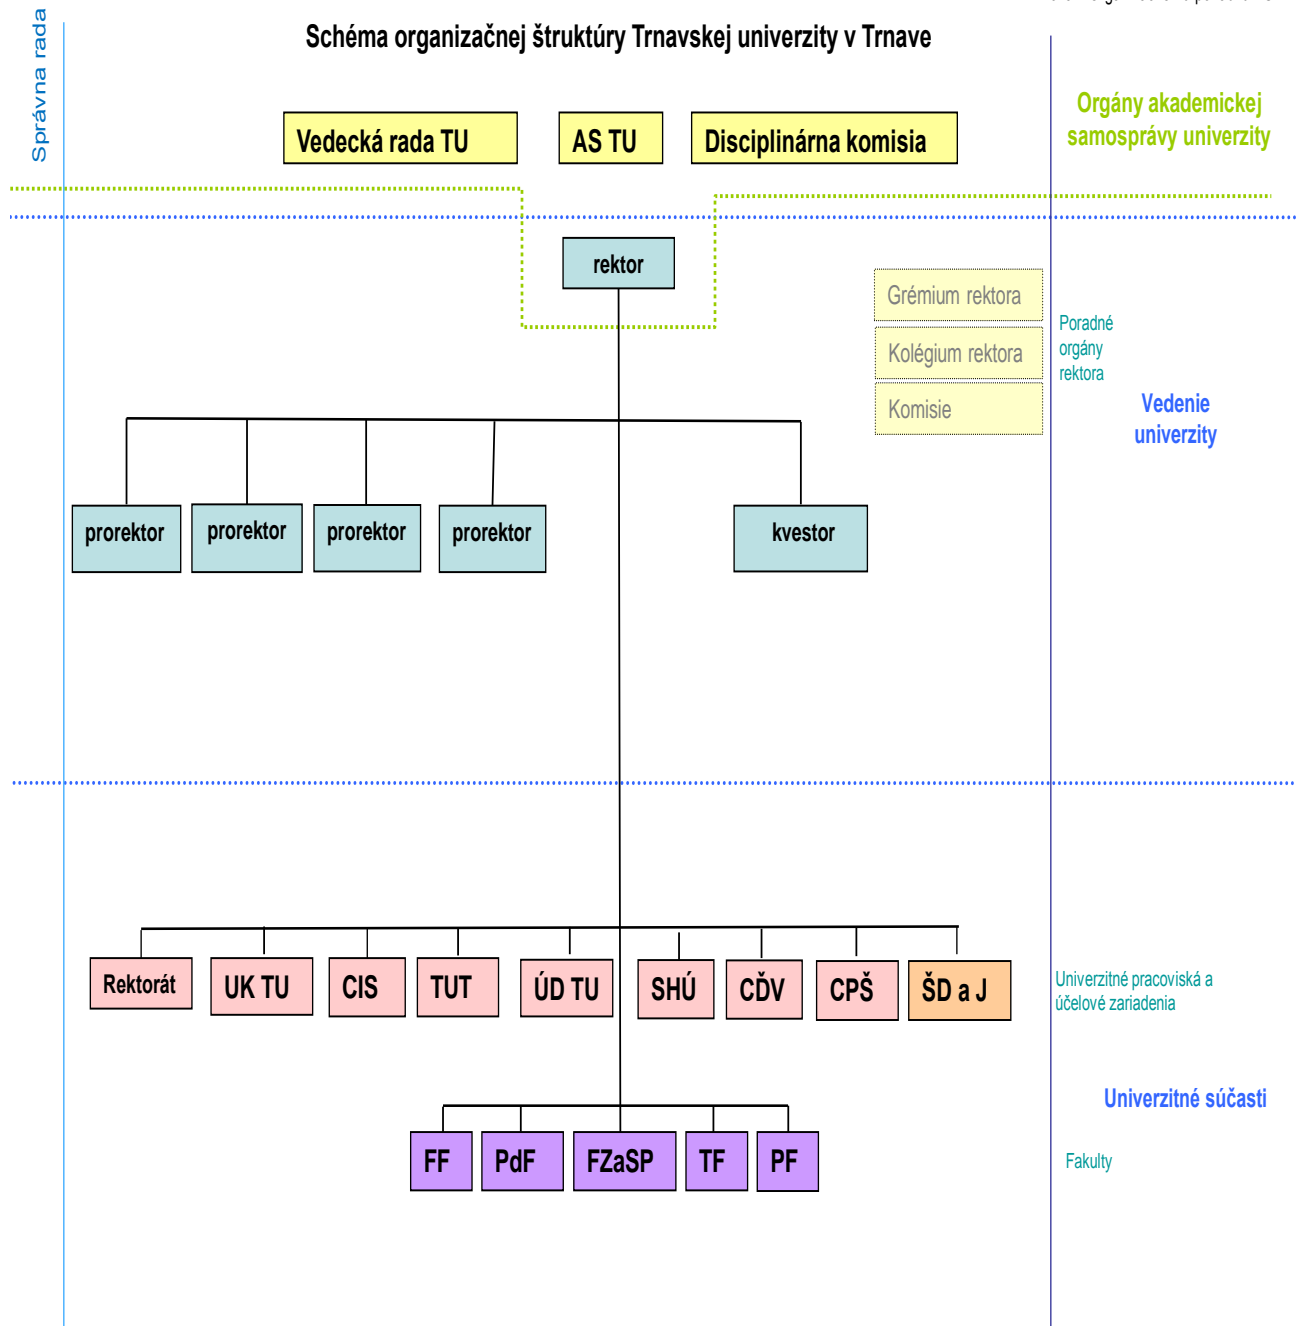 Schéma organizačnej štruktúry Trnavskej univerzity v Trnave
Správna rada
Orgány akademickej
samosprávy univerzity
Vedecká rada TU
AS TU
Disciplinárna komisia
rektor
Grémium rektora
Kolégium rektora
Komisie
Poradné
orgány
rektora
Vedenie
univerzity
prorektor
prorektor
prorektor
prorektor
kvestor
Rektorát
UK TU
CIS
TUT
ÚD TU
SHÚ
CĎV
CPŠ
ŠD a J
Univerzitné pracoviská a
účelové zariadenia
Univerzitné súčasti
FF
PdF
FZaSP
TF
PF
Fakulty